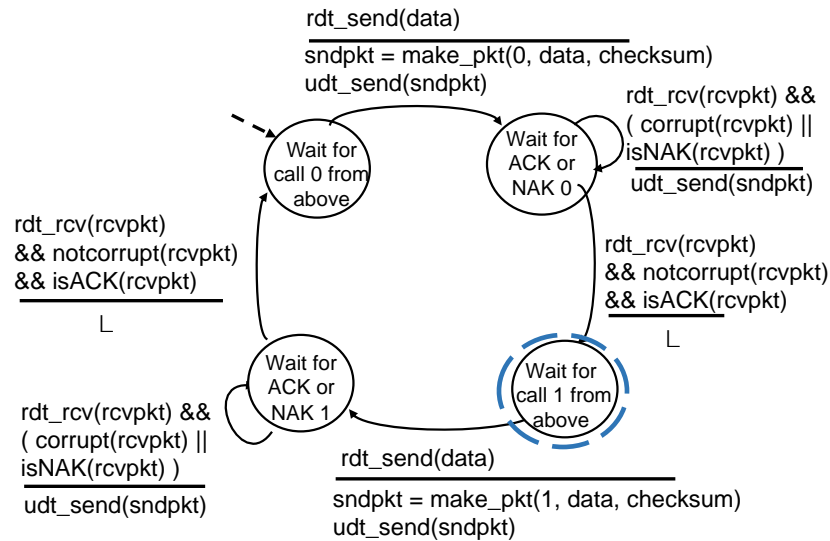 rdt_send(data)
sndpkt = make_pkt(0, data, checksum)
udt_send(sndpkt)
rdt_rcv(rcvpkt) &&
( corrupt(rcvpkt) ||
isNAK(rcvpkt) )
udt_send(sndpkt)
Wait for
call 0 from
above
Wait for
ACK or
NAK 0
rdt_rcv(rcvpkt)
&& notcorrupt(rcvpkt)
&& isACK(rcvpkt)
L
rdt_rcv(rcvpkt)
&& notcorrupt(rcvpkt)
&& isACK(rcvpkt)
L
Wait for
ACK or
NAK 1
Wait for
call 1 from
above
rdt_rcv(rcvpkt) &&
( corrupt(rcvpkt) ||
isNAK(rcvpkt) )
udt_send(sndpkt)
rdt_send(data)
sndpkt = make_pkt(1, data, checksum)
udt_send(sndpkt)